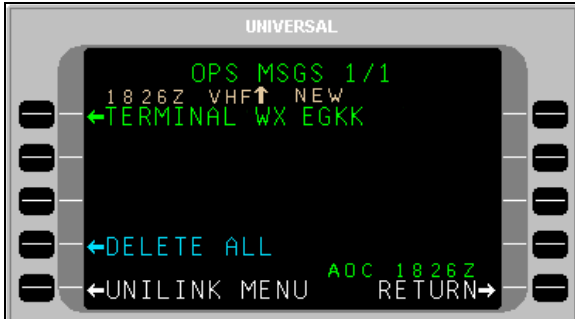 UNIVERSAL
OPS MSGS 1/1
1826Z VHF↑ NEW
←TERMINAL WX EGKK
←DELETE ALL
AOC 1826Z
←UNILINK MENU RETURN→